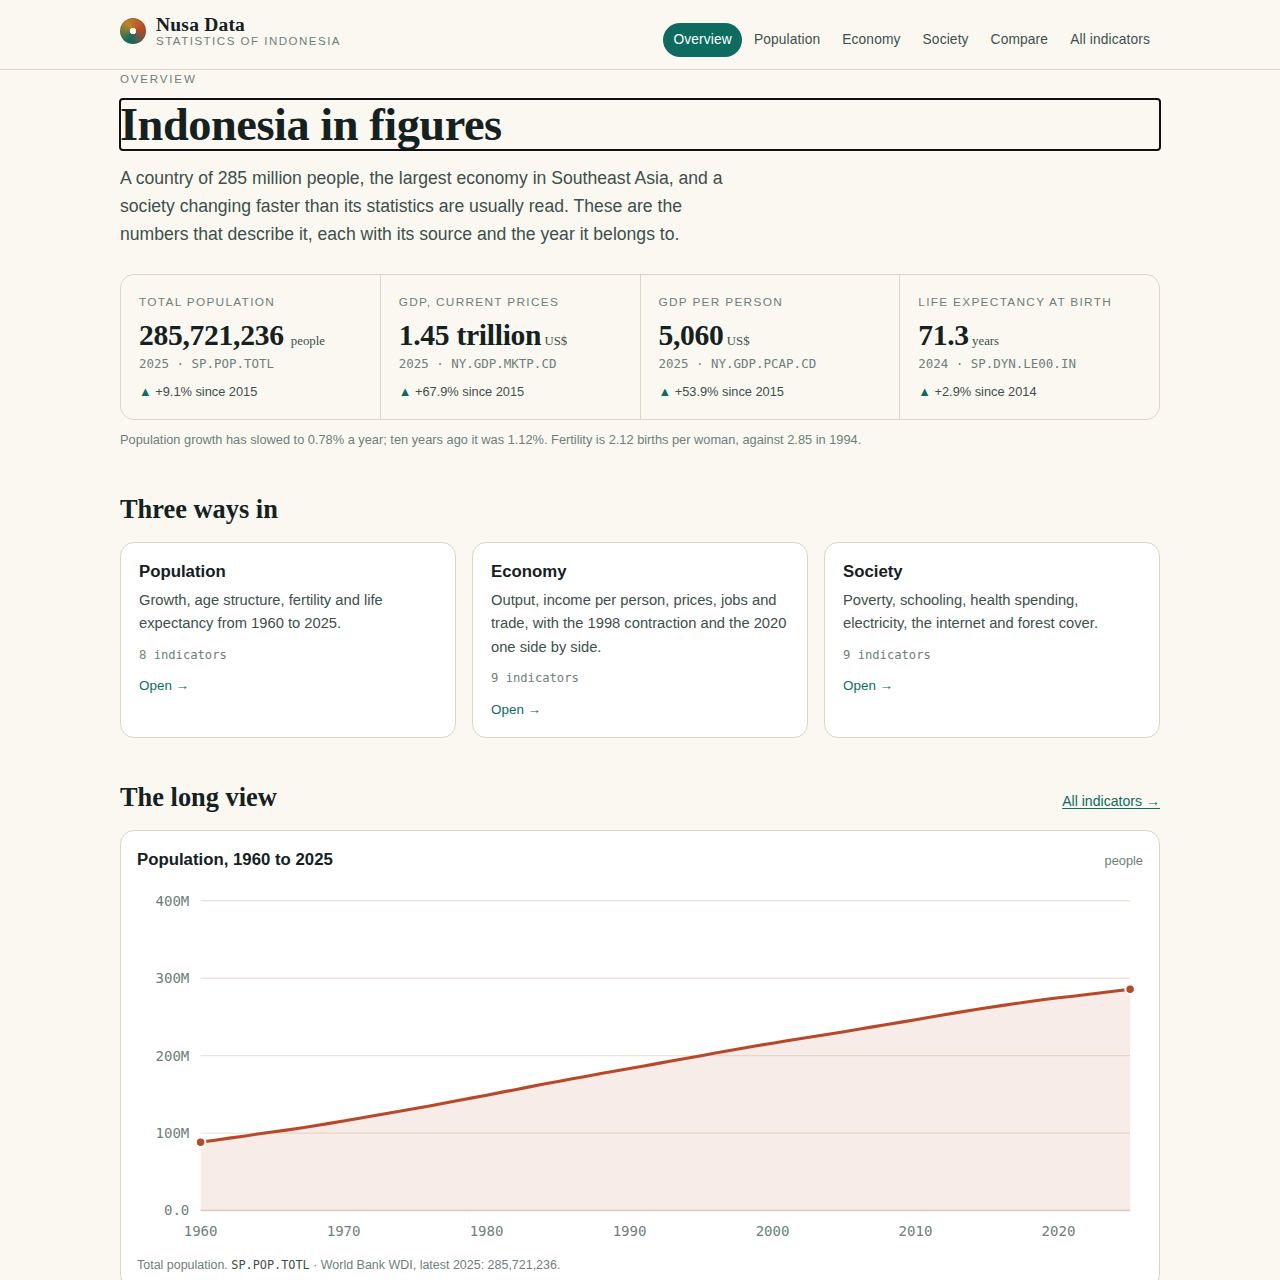 Nusa Data
STATISTICS OF INDONESIA
Overview
Population
Economy
Society
Compare
All indicators
OVERVIEW
Indonesia in figures
A country of 285 million people, the largest economy in Southeast Asia, and a
society changing faster than its statistics are usually read. These are the
numbers that describe it, each with its source and the year it belongs to.
TOTAL POPULATION
285,721,236 people
2025 · SP.POP.TOTL
▲ +9.1% since 2015
GDP, CURRENT PRICES
1.45 trillion US$
2025 · NY.GDP.MKTP.CD
▲ +67.9% since 2015
GDP PER PERSON
5,060 US$
2025 · NY.GDP.PCAP.CD
▲ +53.9% since 2015
LIFE EXPECTANCY AT BIRTH
71.3 years
2024 · SP.DYN.LE00.IN
▲ +2.9% since 2014
Population growth has slowed to 0.78% a year; ten years ago it was 1.12%. Fertility is 2.12 births per woman, against 2.85 in 1994.
Three ways in
Population
Growth, age structure, fertility and life
expectancy from 1960 to 2025.
8 indicators
Open →
Economy
Output, income per person, prices, jobs and
trade, with the 1998 contraction and the 2020
one side by side.
9 indicators
Open →
Society
Poverty, schooling, health spending,
electricity, the internet and forest cover.
9 indicators
Open →
The long view
All indicators →
Population, 1960 to 2025
people
400M
300M
200M
100M
0.0
1960 1970 1980 1990 2000 2010 2020
Total population. SP.POP.TOTL · World Bank WDI, latest 2025: 285,721,236.